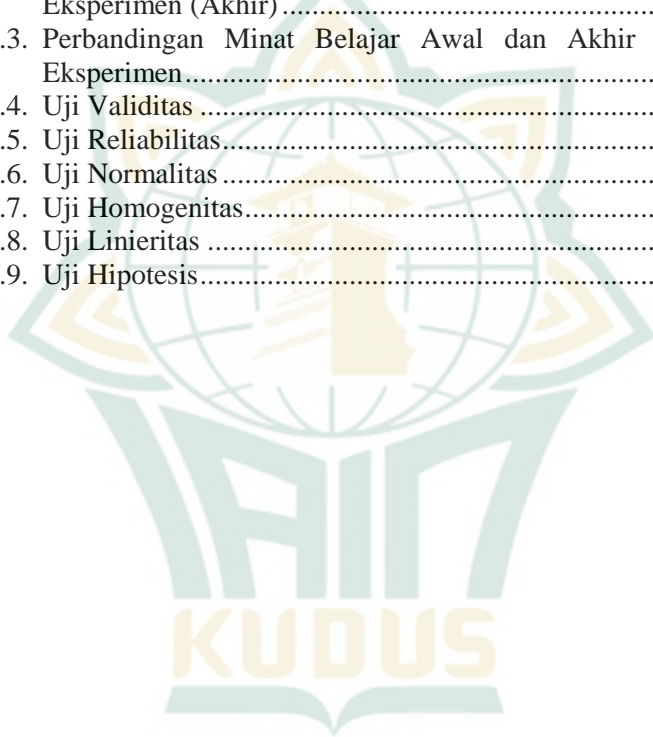 Eksperimen (Akhir)............................................................
.3. Perbandingan Minat Belajar Awal dan Akhir
Eksperimen............................................................
.4. Uji Validitas ............................................................
.5. Uji Reliabilitas............................................................
.6. Uji Normalitas ............................................................
.7. Uji Homogenitas............................................................
.8. Uji Linieritas ............................................................
.9. Uji Hipotesis............................................................
IAIN
KUDUS